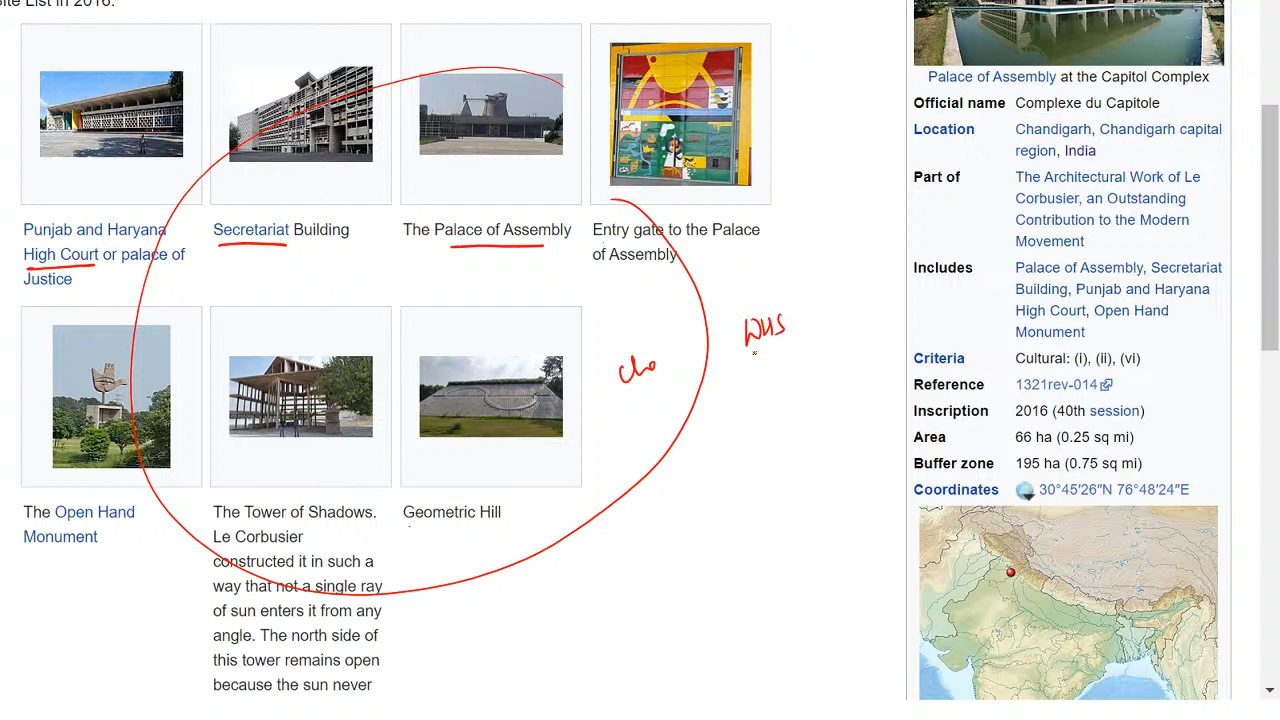 ite List in 2016.
Punjab and Haryana
High Court or palace of
Justice
Secretariat Building
The Palace of Assembly
Entry gate to the Palace
of Assembly
The Open Hand
Monument
The Tower of Shadows.
Le Corbusier
constructed it in such a
way that not a single ray
of sun enters it from any
angle. The north side of
this tower remains open
because the sun never
Geometric Hill
WHS
Palace of Assembly at the Capitol Complex
Official name Complexe du Capitole
Location Chandigarh, Chandigarh capital
region, India
Part of The Architectural Work of Le
Corbusier, an Outstanding
Contribution to the Modern
Movement
Includes Palace of Assembly, Secretariat
Building, Punjab and Haryana
High Court, Open Hand
Monument
Criteria Cultural: (i), (ii), (vi)
Reference 1321rev-014
Inscription 2016 (40th session)
Area 66 ha (0.25 sq mi)
Buffer zone 195 ha (0.75 sq mi)
Coordinates 30°45′26″N 76°48′24″E